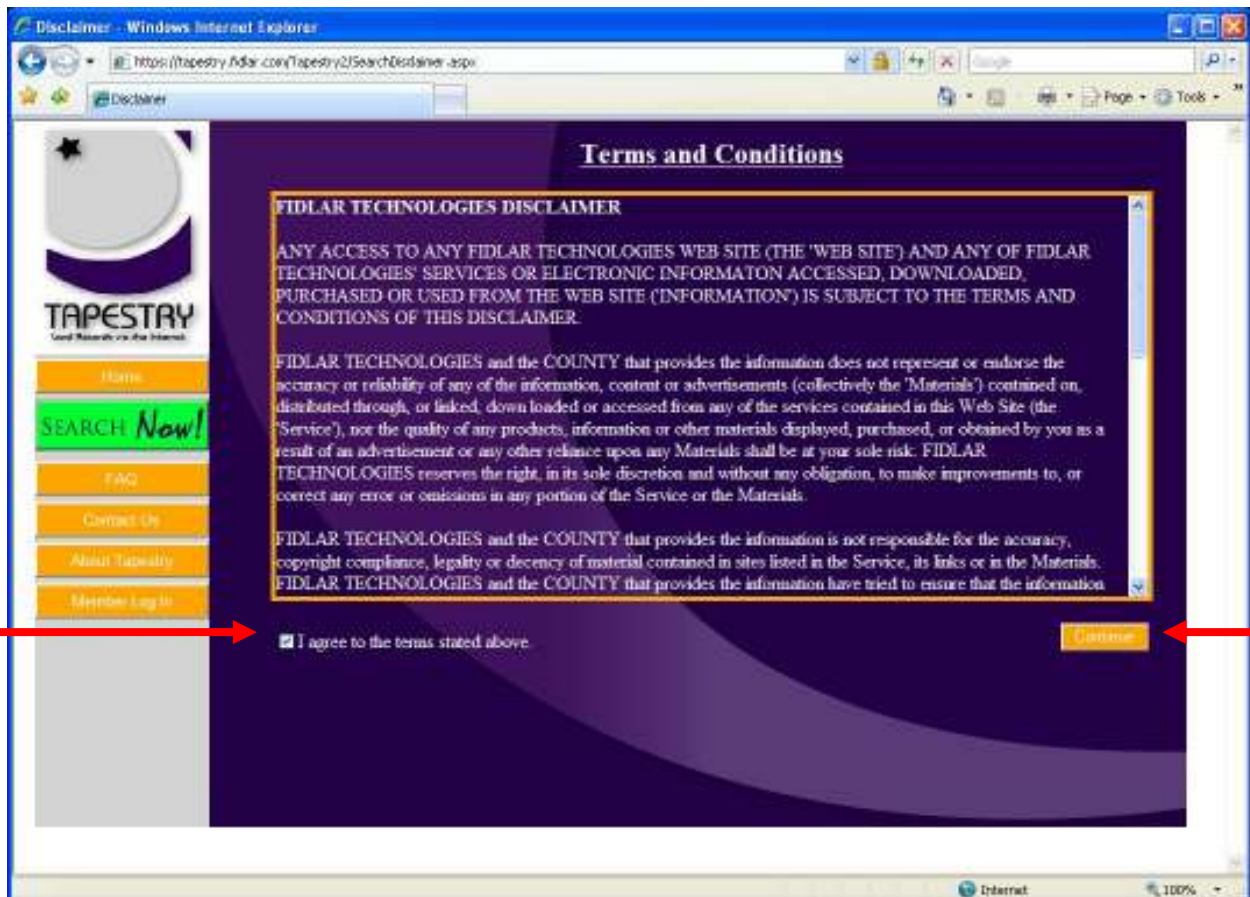 Disclaimer - Windows Internet Explorer
https://tapestry.fidlar.com/Tapestry2/SearchDisclaimer.aspx
Google
Disclaimer
Page
Tools
TAPESTRY
Land Records via the Internet
Home
SEARCH Now!
FAQ
Contact Us
About Tapestry
Member Log In
Terms and Conditions
FIDLAR TECHNOLOGIES DISCLAIMER
ANY ACCESS TO ANY FIDLAR TECHNOLOGIES WEB SITE (THE 'WEB SITE') AND ANY OF FIDLAR
TECHNOLOGIES' SERVICES OR ELECTRONIC INFORMATON ACCESSED, DOWNLOADED,
PURCHASED OR USED FROM THE WEB SITE ('INFORMATION') IS SUBJECT TO THE TERMS AND
CONDITIONS OF THIS DISCLAIMER.
FIDLAR TECHNOLOGIES and the COUNTY that provides the information does not represent or endorse the
accuracy or reliability of any of the information, content or advertisements (collectively the 'Materials') contained on,
distributed through, or linked, down loaded or accessed from any of the services contained in this Web Site (the
'Service'), nor the quality of any products, information or other materials displayed, purchased, or obtained by you as a
result of an advertisement or any other reliance upon any Materials shall be at your sole risk. FIDLAR
TECHNOLOGIES reserves the right, in its sole discretion and without any obligation, to make improvements to, or
correct any error or omissions in any portion of the Service or the Materials.
FIDLAR TECHNOLOGIES and the COUNTY that provides the information is not responsible for the accuracy,
copyright compliance, legality or decency of material contained in sites listed in the Service, its links or in the Materials.
FIDLAR TECHNOLOGIES and the COUNTY that provides the information have tried to ensure that the information
I agree to the terms stated above.
Continue
Internet
100%